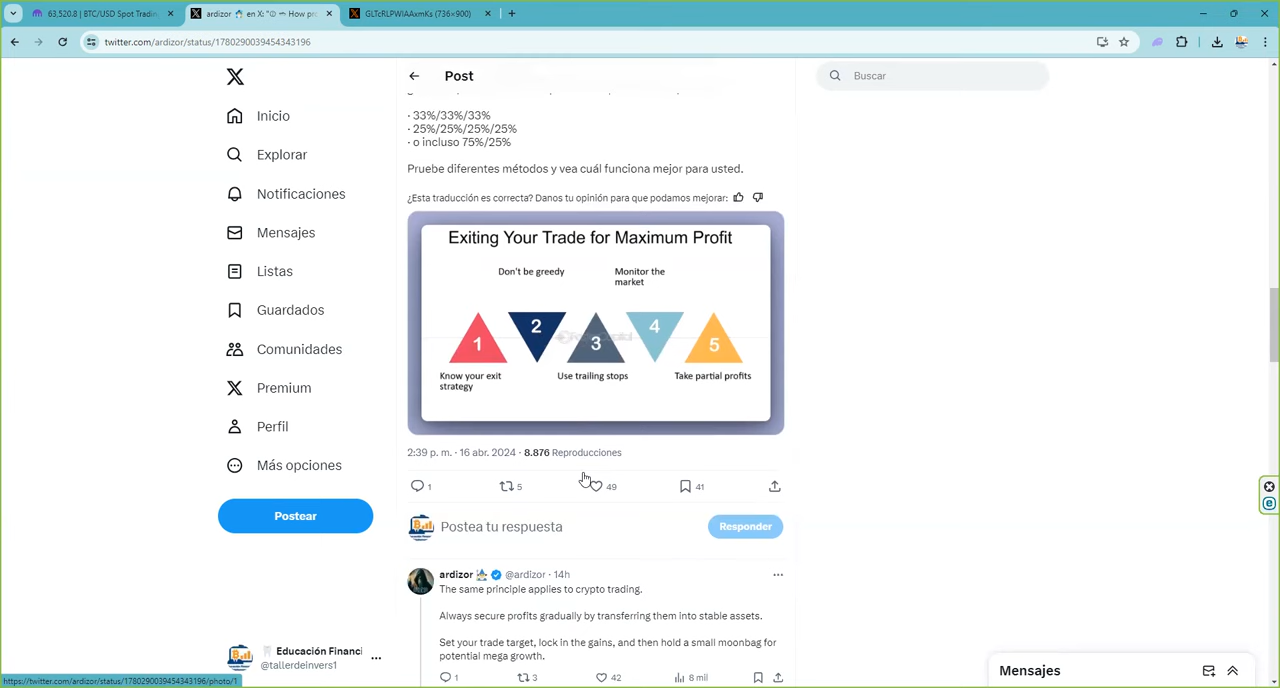 63,520.8 | BTC/USD Spot Tradin
ardizor
en X: "
How pro
GLTcRLPWIAAxmKs (736×900)
twitter.com/ardizor/status/1780290039454343196
Inicio
Explorar
Notificaciones
Mensajes
Listas
Guardados
Comunidades
Premium
Perfil
Más opciones
Postear
Educación Financi
@tallerdeinvers1
https://twitter.com/ardizor/status/1780290039454343196/photo/1
Post
· 33%/33%/33%
· 25%/25%/25%/25%
· o incluso 75%/25%
Pruebe diferentes métodos y vea cuál funciona mejor para usted.
¿Esta traducción es correcta? Danos tu opinión para que podamos mejorar:
Exiting Your Trade for Maximum Profit
Don't be greedy
Monitor the
market
1
2
3
4
5
Know your exit
strategy
Use trailing stops
Take partial profits
2:39 p. m. · 16 abr. 2024 · 8.876 Reproducciones
1
5
49
41
Postea tu respuesta
Responder
ardizor @ardizor · 14h
The same principle applies to crypto trading.
Always secure profits gradually by transferring them into stable assets.
Set your trade target, lock in the gains, and then hold a small moonbag for
potential mega growth.
1
3
42
8 mil
Buscar
Mensajes